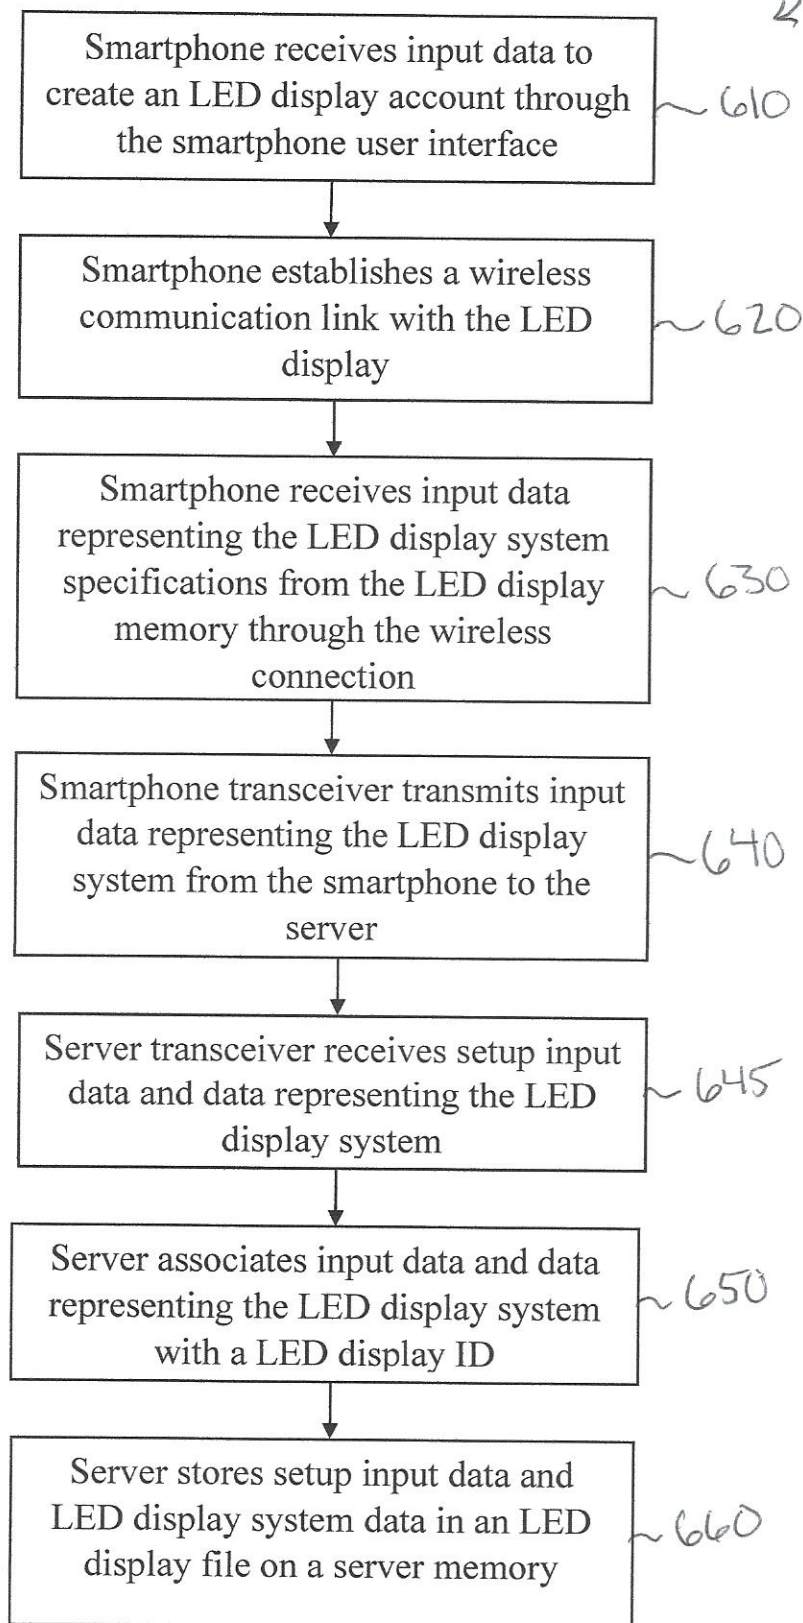 Smartphone receives input data to
create an LED display account through
the smartphone user interface
610
Smartphone establishes a wireless
communication link with the LED
display
620
Smartphone receives input data
representing the LED display system
specifications from the LED display
memory through the wireless
connection
630
Smartphone transceiver transmits input
data representing the LED display
system from the smartphone to the
server
640
Server transceiver receives setup input
data and data representing the LED
display system
645
Server associates input data and data
representing the LED display system
with a LED display ID
650
Server stores setup input data and
LED display system data in an LED
display file on a server memory
660